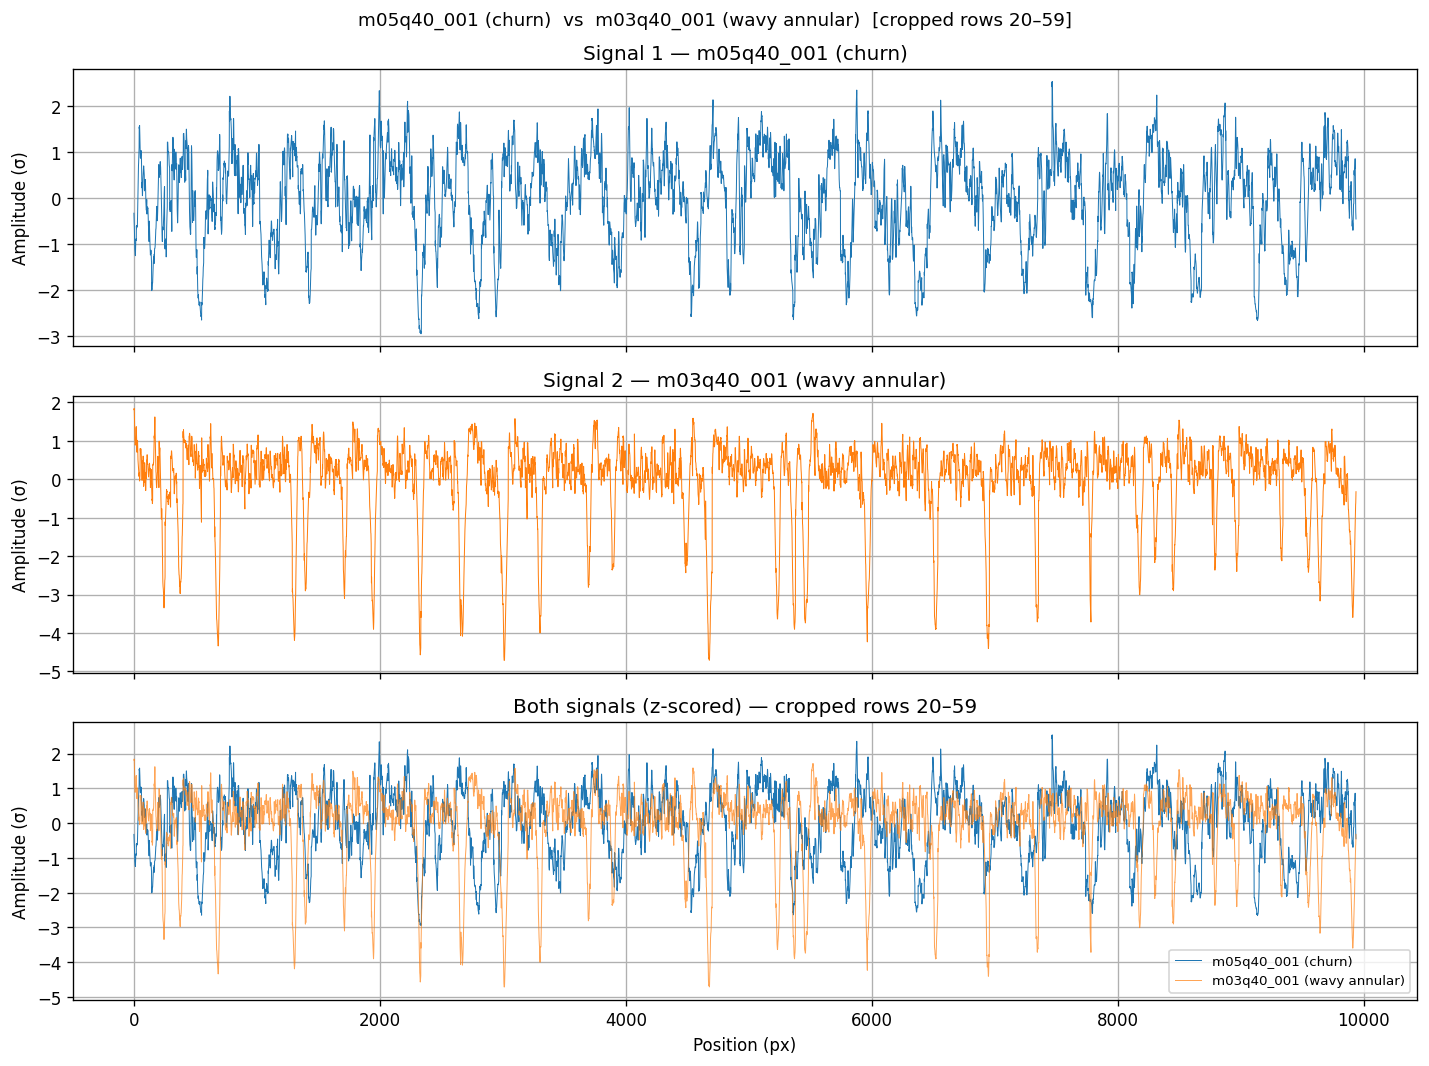 m05q40_001 (churn)  vs  m03q40_001 (wavy annular)  [cropped rows 20–59]
Signal 1 — m05q40_001 (churn)
Amplitude (σ)
2
1
0
−1
−2
−3
Signal 2 — m03q40_001 (wavy annular)
Amplitude (σ)
2
1
0
−1
−2
−3
−4
−5
Both signals (z-scored) — cropped rows 20–59
Amplitude (σ)
2
1
0
−1
−2
−3
−4
−5
m05q40_001 (churn)
m03q40_001 (wavy annular)
0 2000 4000 6000 8000 10000
Position (px)